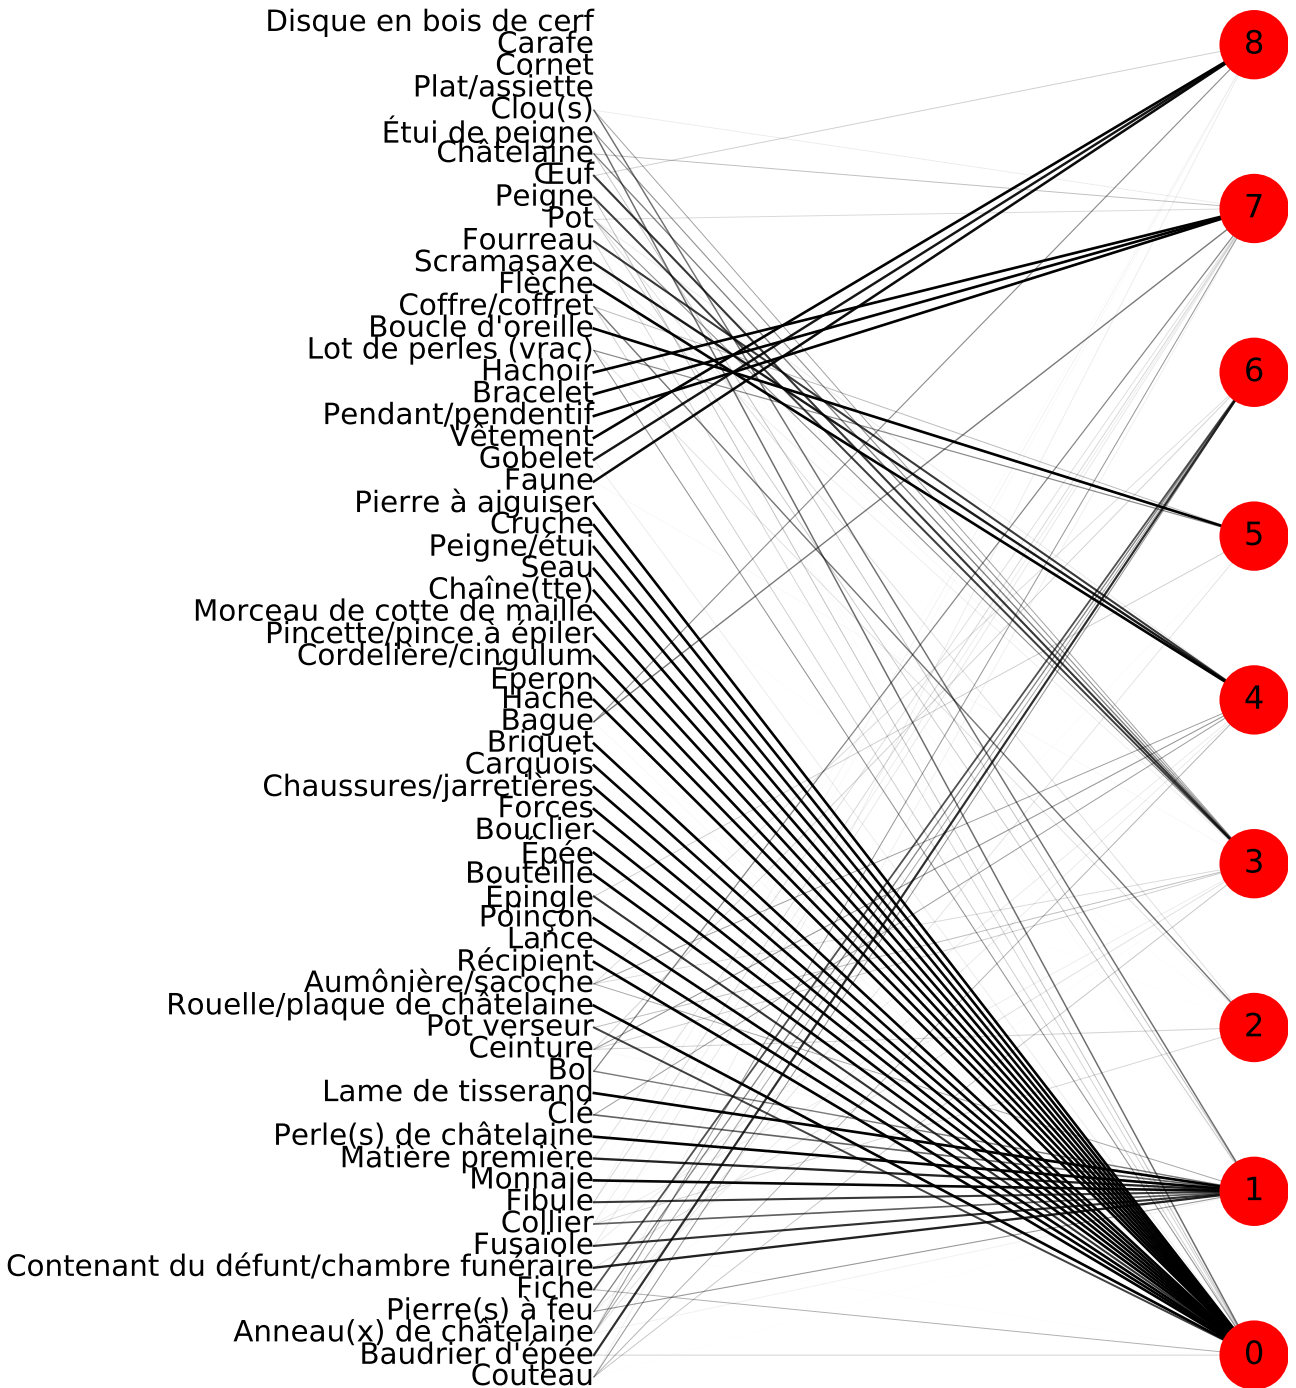 Disque en bois de cerf
Carafe
Cornet
Plat/assiette
Clou(s)
Étui de peigne
Châtelaine
Œuf
Peigne
Pot
Fourreau
Scramasaxe
Flèche
Coffre/coffret
Boucle d'oreille
Lot de perles (vrac)
Hachoir
Bracelet
Pendant/pendentif
Vêtement
Gobelet
Faune
Pierre à aiguiser
Cruche
Peigne/étui
Seau
Chaîne(tte)
Morceau de cotte de maille
Pincette/pince à épiler
Cordelière/cingulum
Éperon
Hache
Bague
Briquet
Carquois
Chaussures/jarretières
Forces
Bouclier
Épée
Bouteille
Épingle
Poinçon
Lance
Récipient
Aumônière/sacoche
Rouelle/plaque de châtelaine
Pot verseur
Ceinture
Bol
Lame de tisserand
Clé
Perle(s) de châtelaine
Matière première
Monnaie
Fibule
Collier
Fusaïole
Contenant du défunt/chambre funéraire
Fiche
Pierre(s) à feu
Anneau(x) de châtelaine
Baudrier d'épée
Couteau
8
7
6
5
4
3
2
1
0